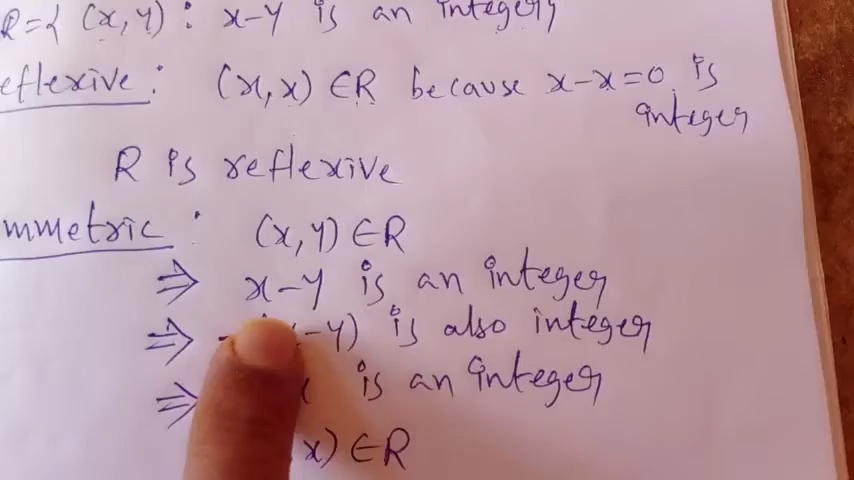 R={ (x,y) : x-y is an integer}
eflexive : (x,x) ∈R because x-x=0 is
integer
R is reflexive
mmetric : (x,y) ∈R
⇒ x-y is an integer
⇒ -y) is also integer
⇒ is an integer
x) ∈R